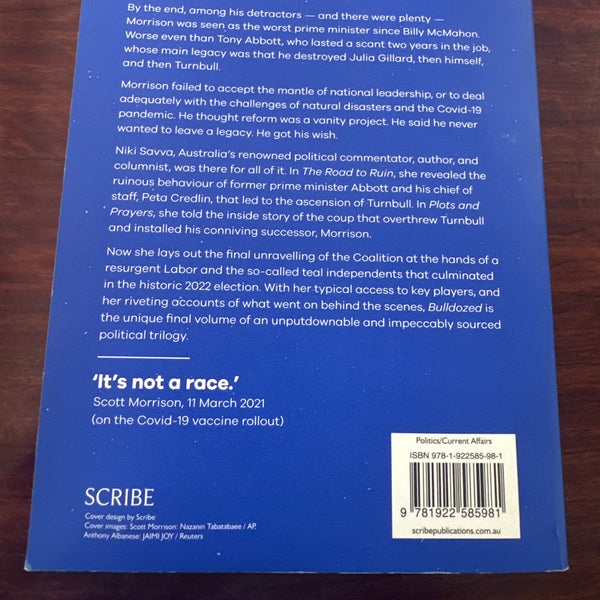 By the end, among his detractors — and there were plenty —
Morrison was seen as the worst prime minister since Billy McMahon.
Worse even than Tony Abbott, who lasted a scant two years in the job,
whose main legacy was that he destroyed Julia Gillard, then himself,
and then Turnbull.
Morrison failed to accept the mantle of national leadership, or to deal
adequately with the challenges of natural disasters and the Covid-19
pandemic. He thought reform was a vanity project. He said he never
wanted to leave a legacy. He got his wish.
Niki Savva, Australia's renowned political commentator, author, and
columnist, was there for all of it. In The Road to Ruin, she revealed the
ruinous behaviour of former prime minister Abbott and his chief of
staff, Peta Credlin, that led to the ascension of Turnbull. In Plots and
Prayers, she told the inside story of the coup that overthrew Turnbull
and installed his conniving successor, Morrison.
Now she lays out the final unravelling of the Coalition at the hands of a
resurgent Labor and the so-called teal independents that culminated
in the historic 2022 election. With her typical access to key players, and
her riveting accounts of what went on behind the scenes, Bulldozed is
the unique final volume of an unputdownable and impeccably sourced
political trilogy.
'It's not a race.'
Scott Morrison, 11 March 2021
(on the Covid-19 vaccine rollout)
Politics/Current Affairs
ISBN 978-1-922585-98-1
9 781922 585981
scribepublications.com.au
SCRIBE
Cover design by Scribe
Cover images: Scott Morrison: Nazanin Tabatabaee / AP,
Anthony Albanese: JAIMI JOY / Reuters